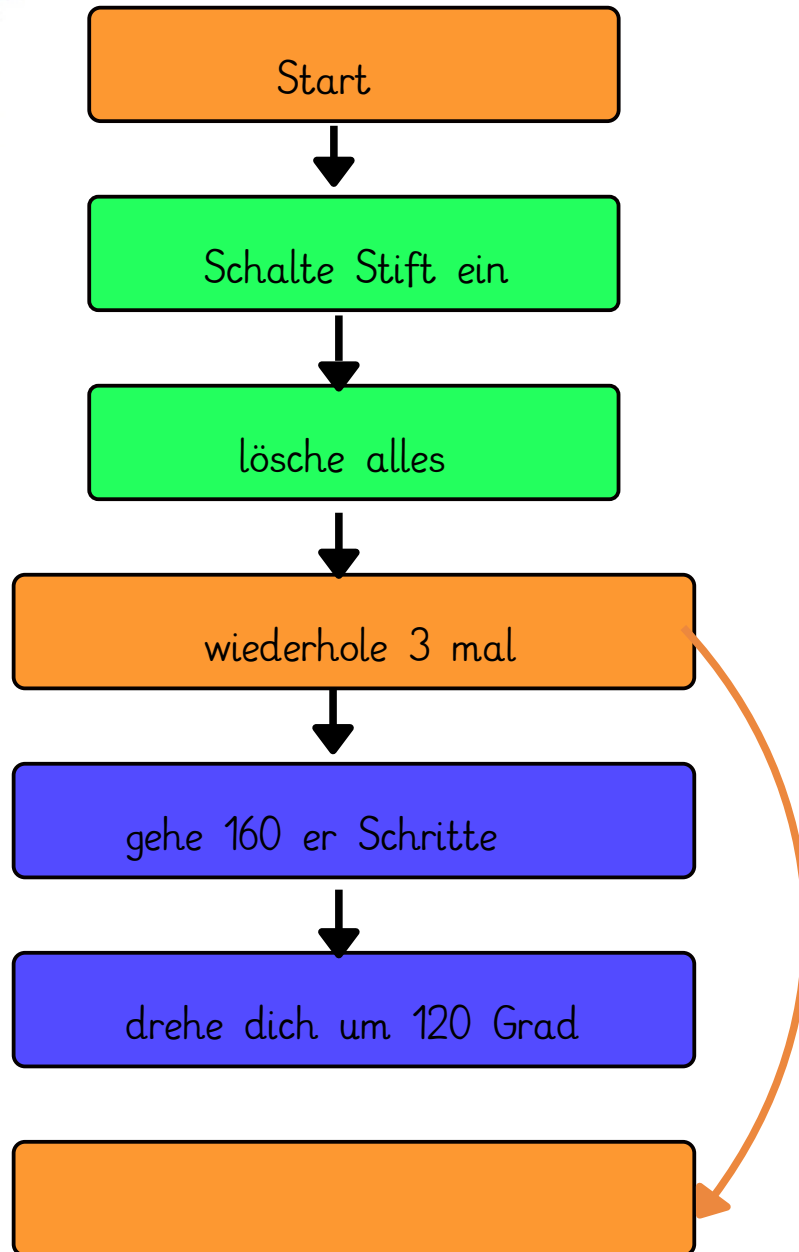 Start
Schalte Stift ein
lösche alles
wiederhole 3 mal
gehe 160 er Schritte
drehe dich um 120 Grad